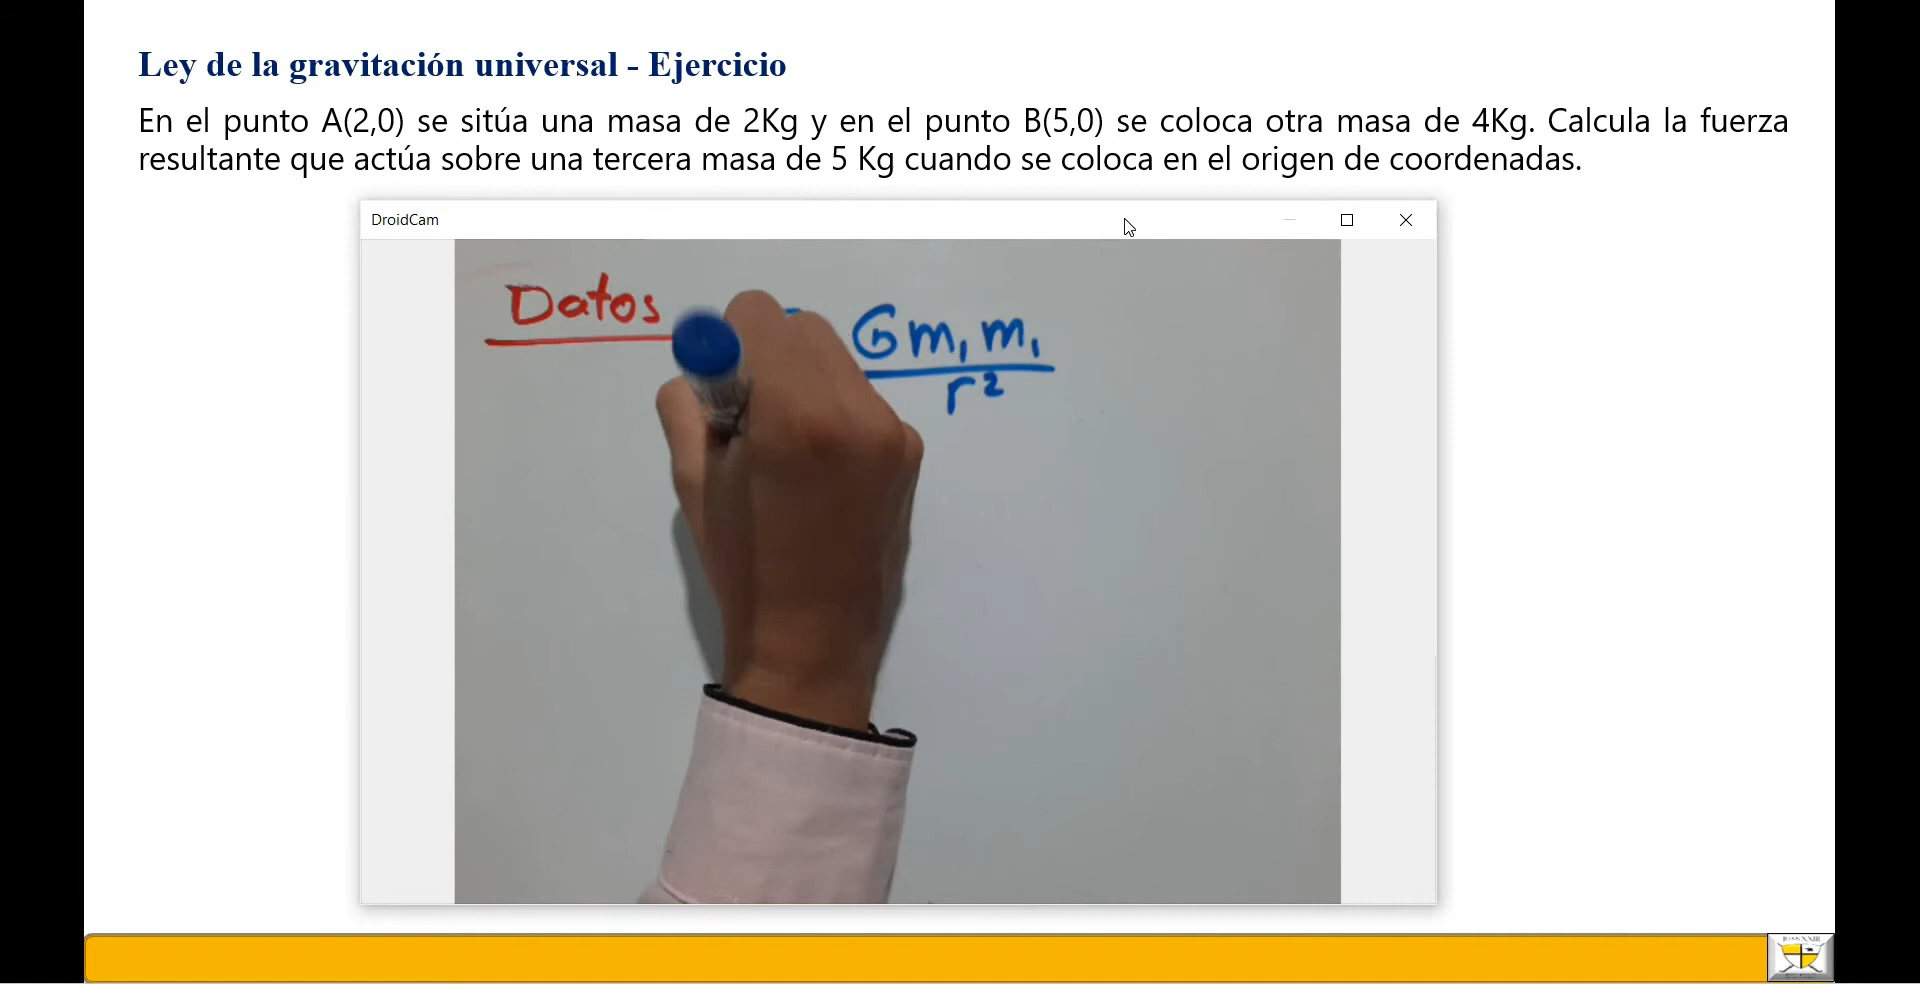 Ley de la gravitación universal - Ejercicio
En el punto A(2,0) se sitúa una masa de 2Kg y en el punto B(5,0) se coloca otra masa de 4Kg. Calcula la fuerza
resultante que actúa sobre una tercera masa de 5 Kg cuando se coloca en el origen de coordenadas.
DroidCam
Datos
G m₁ m₁
r²